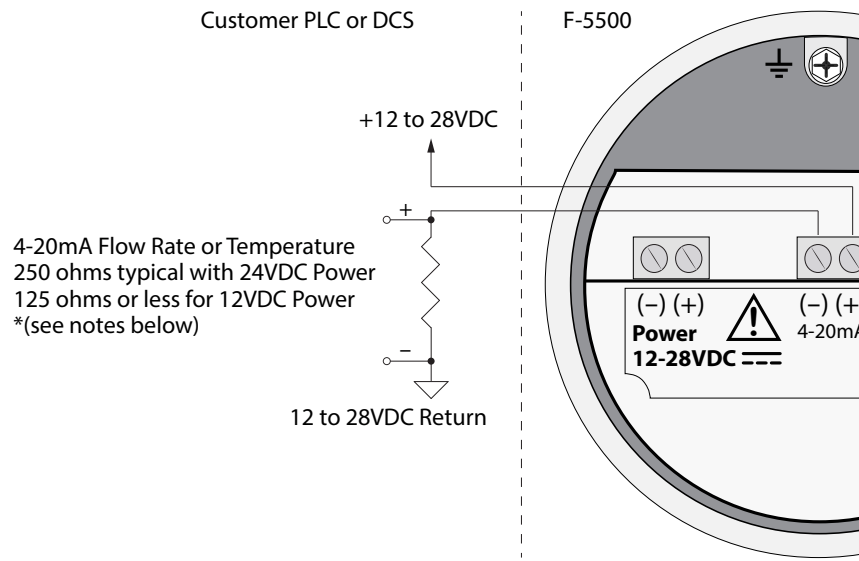 Customer PLC or DCS
F-5500
+12 to 28VDC
+
4-20mA Flow Rate or Temperature
250 ohms typical with 24VDC Power
125 ohms or less for 12VDC Power
*(see notes below)
−
12 to 28VDC Return
(−) (+)
Power
12-28VDC
!
(−) (+
4-20mA